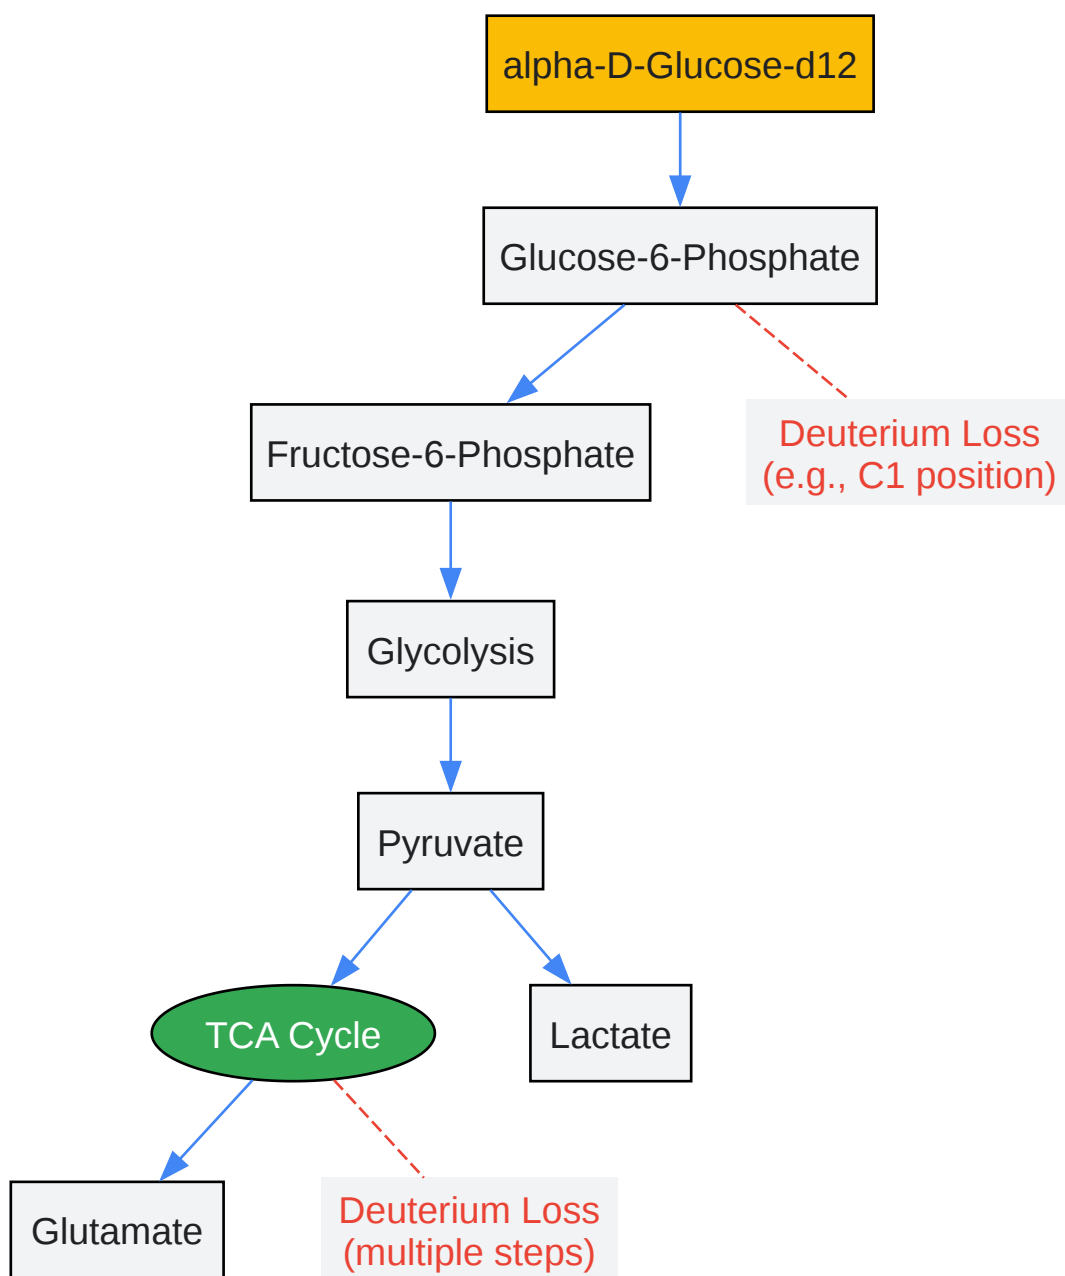 alpha-D-Glucose-d12
Glucose-6-Phosphate
Fructose-6-Phosphate
Deuterium Loss
(e.g., C1 position)
Glycolysis
Pyruvate
TCA Cycle
Lactate
Glutamate
Deuterium Loss
(multiple steps)